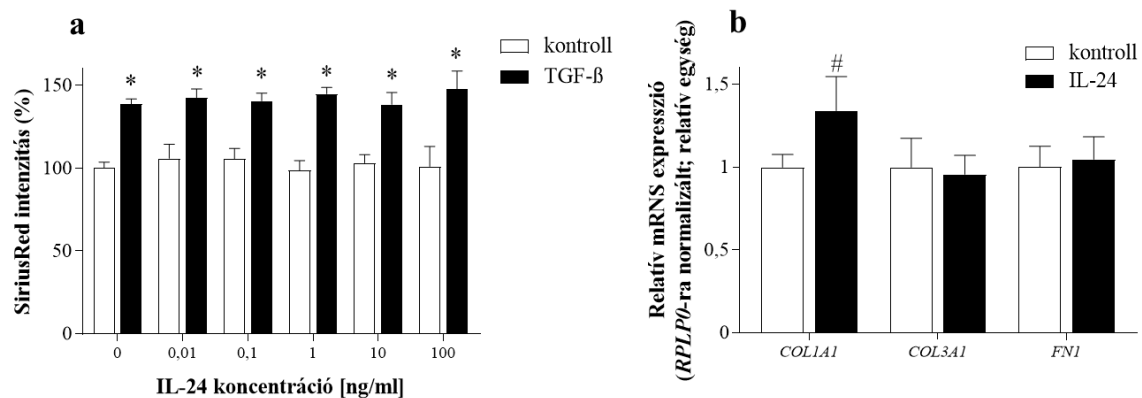 a
SiriusRed intenzitás (%)
150
100
50
0
* * * * * *
kontroll
TGF-ß
0 0,01 0,1 1 10 100
IL-24 koncentráció [ng/ml]
b
Relatív mRNS expresszió
(RPLP0-ra normalizált; relatív egység)
1,5
1
0,5
0
#
kontroll
IL-24
COL1A1 COL3A1 FN1